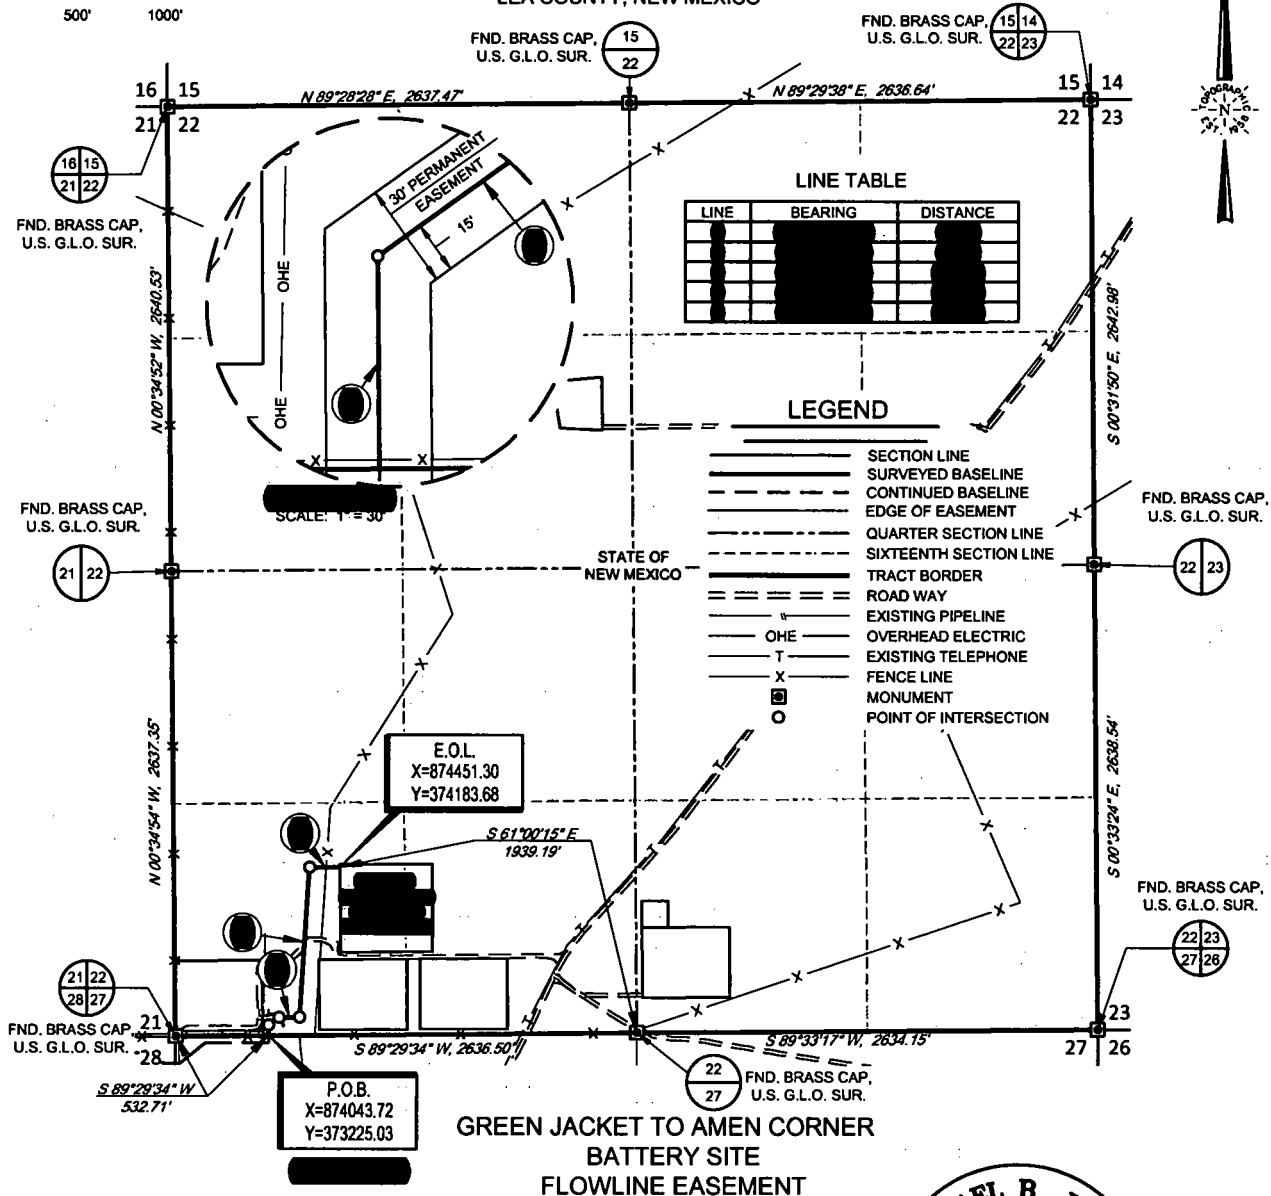 LEA COUNTY, NEW MEXICO
500' 1000'
FND. BRASS CAP,
U.S. G.L.O. SUR.
15
22
FND. BRASS CAP,
U.S. G.L.O. SUR.
15 14
22 23
16 15
21 22
N 89°28'28" E, 2637.47'
N 89°29'38" E, 2636.64'
15 14
22 23
TOPOGRAPHIC
N
EST. 1958
16 15
21 22
FND. BRASS CAP,
U.S. G.L.O. SUR.
30' PERMANENT
EASEMENT
15'
OHE
OHE
X
X
SCALE: 1" = 30'
LINE TABLE
LINE BEARING DISTANCE
N 00°34'52" W, 2640.53'
S 00°31'50" E, 2642.98'
LEGEND
SECTION LINE
SURVEYED BASELINE
CONTINUED BASELINE
EDGE OF EASEMENT
QUARTER SECTION LINE
SIXTEENTH SECTION LINE
TRACT BORDER
ROAD WAY
EXISTING PIPELINE
OHE OVERHEAD ELECTRIC
T EXISTING TELEPHONE
X FENCE LINE
MONUMENT
POINT OF INTERSECTION
FND. BRASS CAP,
U.S. G.L.O. SUR.
21 22
STATE OF
NEW MEXICO
FND. BRASS CAP,
U.S. G.L.O. SUR.
22 23
N 00°34'54" W, 2637.35'
S 00°33'24" E, 2638.54'
E.O.L.
X=874451.30
Y=374183.68
S 61°00'15" E
1939.19'
FND. BRASS CAP,
U.S. G.L.O. SUR.
22 23
27 26
21 22
28 27
FND. BRASS CAP,
U.S. G.L.O. SUR.
21
28
23
27 26
S 89°29'34" W, 2636.50'
S 89°33'17" W, 2634.15'
S 89°29'34" W
532.71'
P.O.B.
X=874043.72
Y=373225.03
22
27
FND. BRASS CAP,
U.S. G.L.O. SUR.
GREEN JACKET TO AMEN CORNER
BATTERY SITE
FLOWLINE EASEMENT